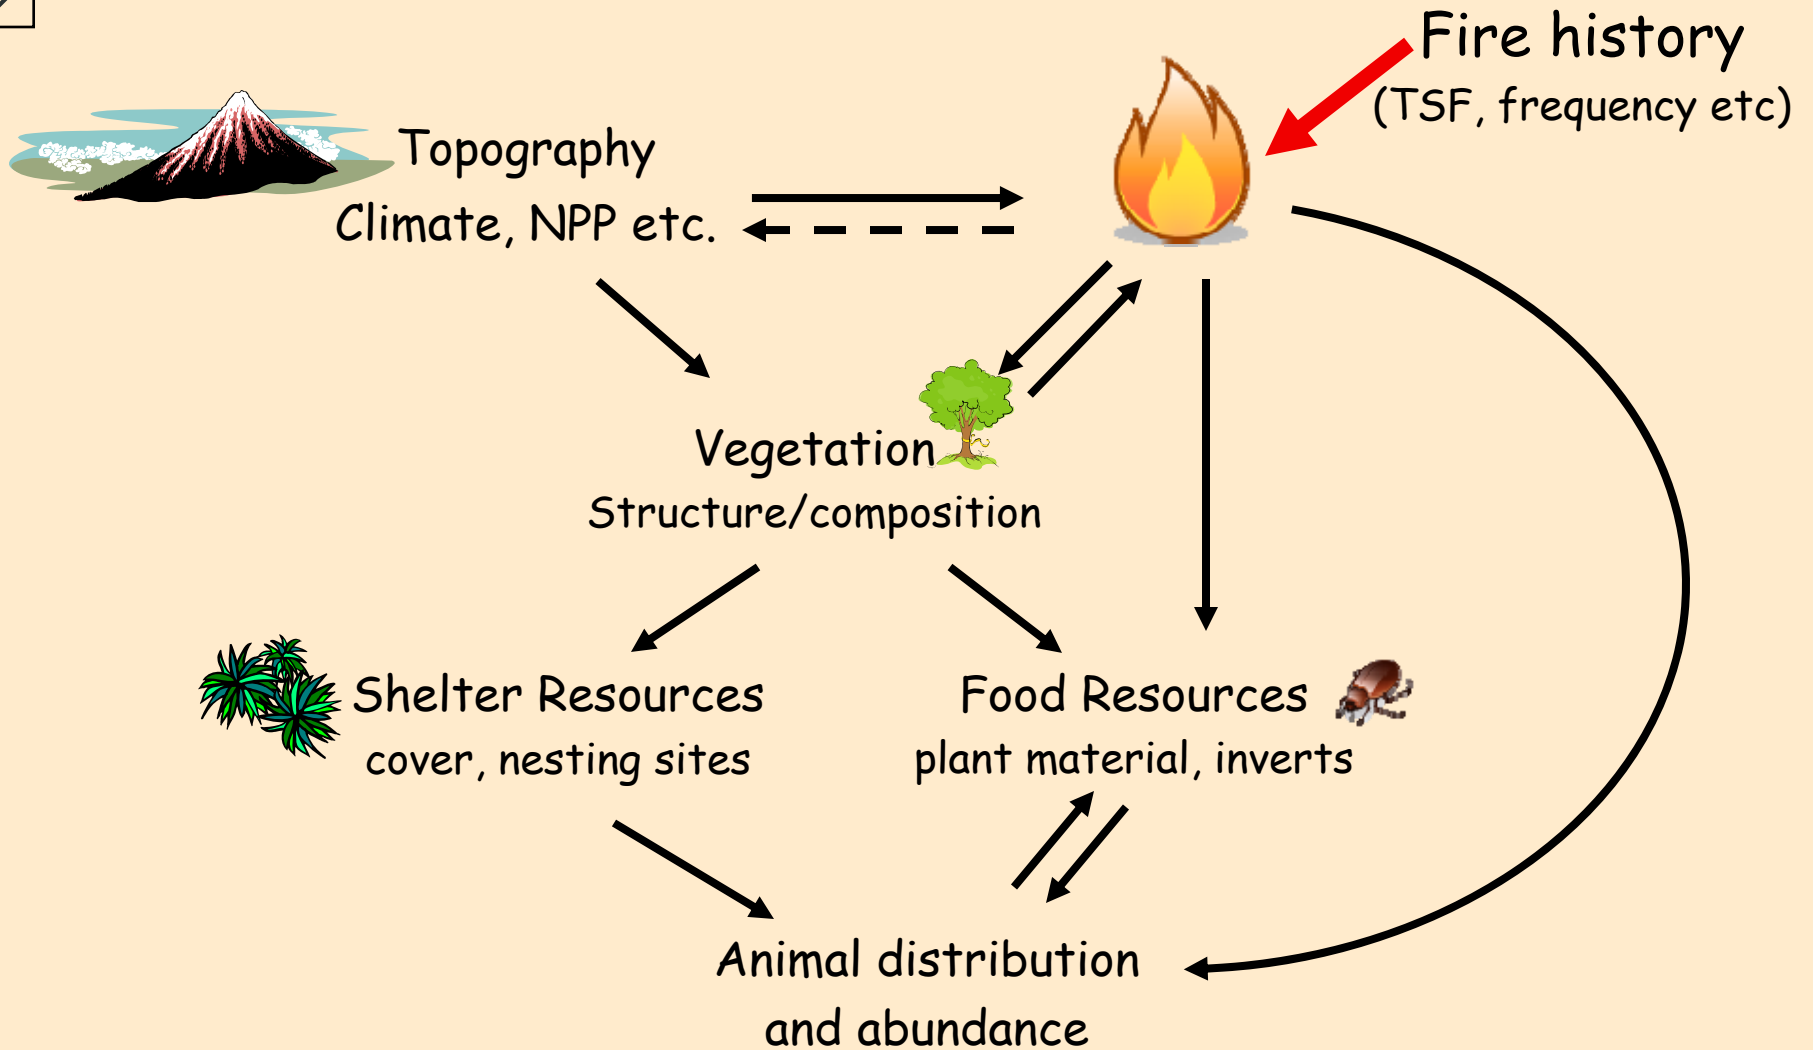 Fire history
(TSF, frequency etc)
Topography
Climate, NPP etc.
Vegetation
Structure/composition
Shelter Resources
cover, nesting sites
Food Resources
plant material, inverts
Animal distribution
and abundance